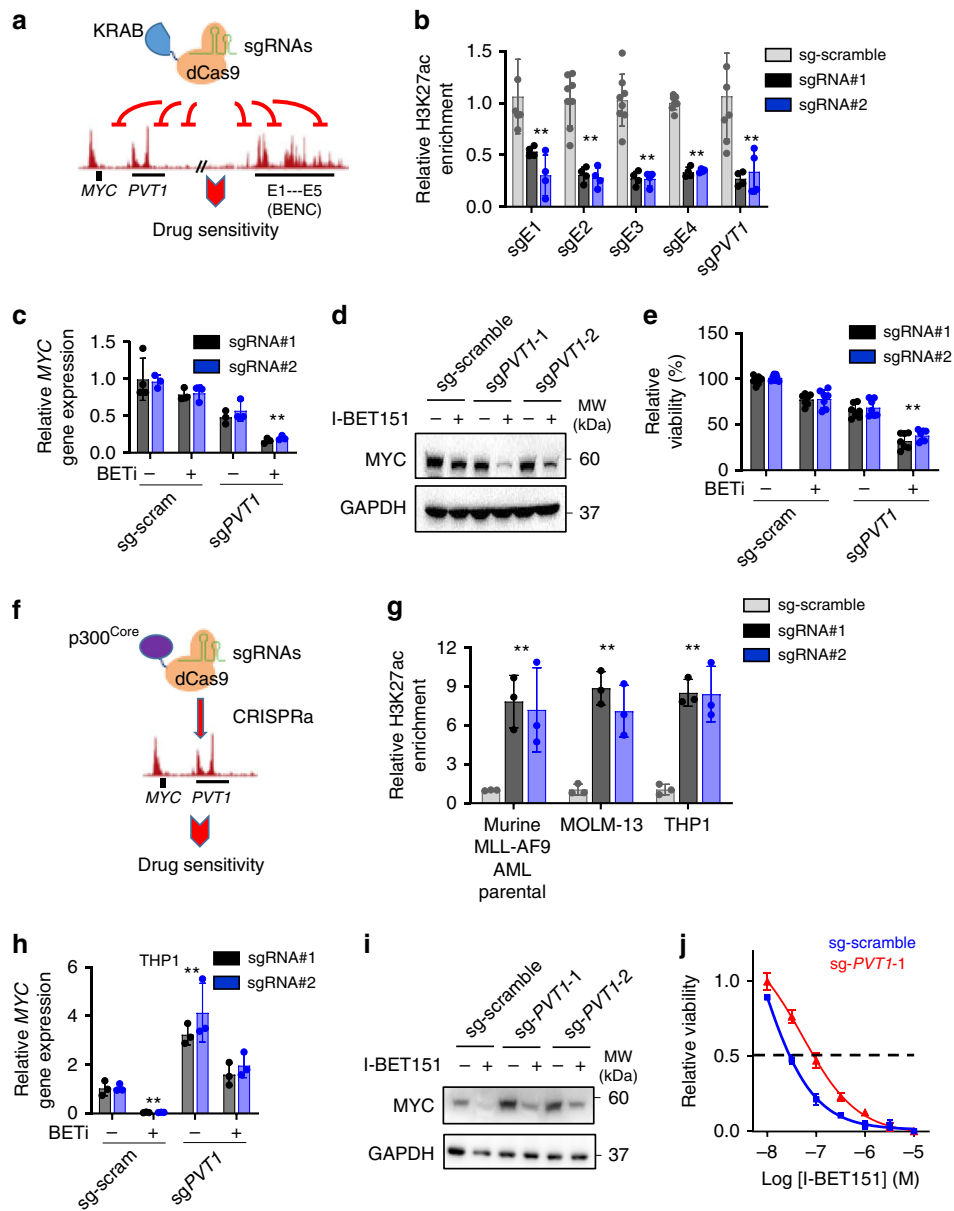 a
KRAB
sgRNAs
dCas9
//
MYC
PVT1
E1---E5
(BENC)
Drug sensitivity
b
Relative H3K27ac
enrichment
1.5
1.0
0.5
0.0
** ** ** ** **
sgE1
sgE2
sgE3
sgE4
sgPVT1
sg-scramble
sgRNA#1
sgRNA#2
c
Relative MYC
gene expression
1.5
1.0
0.5
0
sgRNA#1
sgRNA#2
**
BETi – + – +
sg-scram
sgPVT1
d
sg-scramble
sgPVT1-1
sgPVT1-2
I-BET151 – + – + – +
MW
(kDa)
MYC
60
GAPDH
37
e
Relative
viability (%)
150
100
50
0
sgRNA#1
sgRNA#2
**
BETi – + – +
sg-scram
sgPVT1
f
p300Core
sgRNAs
dCas9
CRISPRa
MYC
PVT1
Drug sensitivity
g
sg-scramble
sgRNA#1
sgRNA#2
Relative H3K27ac
enrichment
12
9
6
3
0
** ** **
Murine
MLL-AF9
AML
parental
MOLM-13
THP1
h
Relative MYC
gene expression
6
4
2
0
THP1
sgRNA#1
sgRNA#2
**
**
BETi – + – +
sg-scram
sgPVT1
i
sg-scramble
sg-PVT1-1
sg-PVT1-2
I-BET151 – + – + – +
MW
(kDa)
MYC
60
GAPDH
37
j
sg-scramble
sg-PVT1-1
Relative viability
1.0
0.5
0.0
–8 –7 –6 –5
Log [I-BET151] (M)